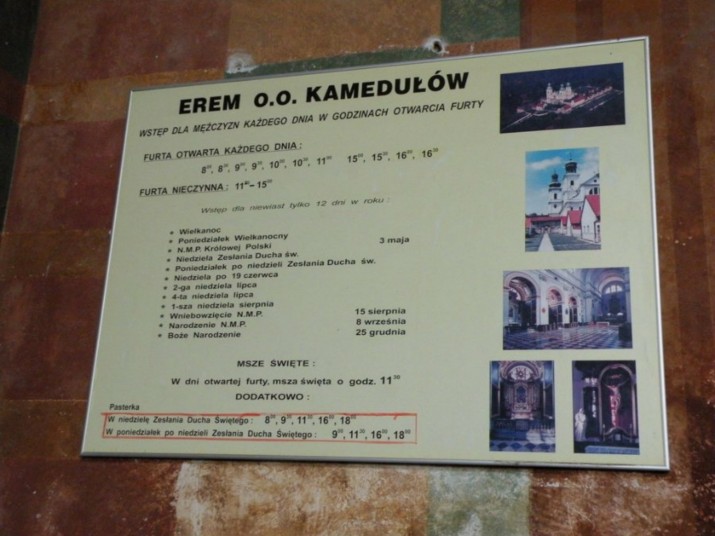 EREM O.O. KAMEDUŁÓW
WSTĘP DLA MĘŻCZYZN KAŻDEGO DNIA W GODZINACH OTWARCIA FURTY
FURTA OTWARTA KAŻDEGO DNIA :
8⁰⁰, 8³⁰, 9⁰⁰, 9³⁰, 10⁰⁰, 10³⁰, 11⁰⁰ 15⁰⁰, 15³⁰, 16⁰⁰, 16³⁰
FURTA NIECZYNNA : 11³⁰– 15⁰⁰
Wstęp dla niewiast tylko 12 dni w roku :
• Wielkanoc
• Poniedziałek Wielkanocny
• N.M.P. Królowej Polski 3 maja
• Niedziela Zesłania Ducha św.
• Poniedziałek po niedzieli Zesłania Ducha św.
• Niedziela po 19 czerwca
• 2-ga niedziela lipca
• 4-ta niedziela lipca
• 1-sza niedziela sierpnia
• Wniebowzięcie N.M.P. 15 sierpnia
• Narodzenie N.M.P. 8 września
• Boże Narodzenie 25 grudnia
MSZE ŚWIĘTE :
W dni otwartej furty, msza święta o godz. 11⁰⁰
DODATKOWO :
Pasterka
W niedzielę Zesłania Ducha Świętego : 8⁰⁰, 9³⁰, 11³⁰, 16⁰⁰, 18⁰⁰
W poniedziałek po niedzieli Zesłania Ducha Świętego : 9³⁰, 11³⁰, 16⁰⁰, 18⁰⁰